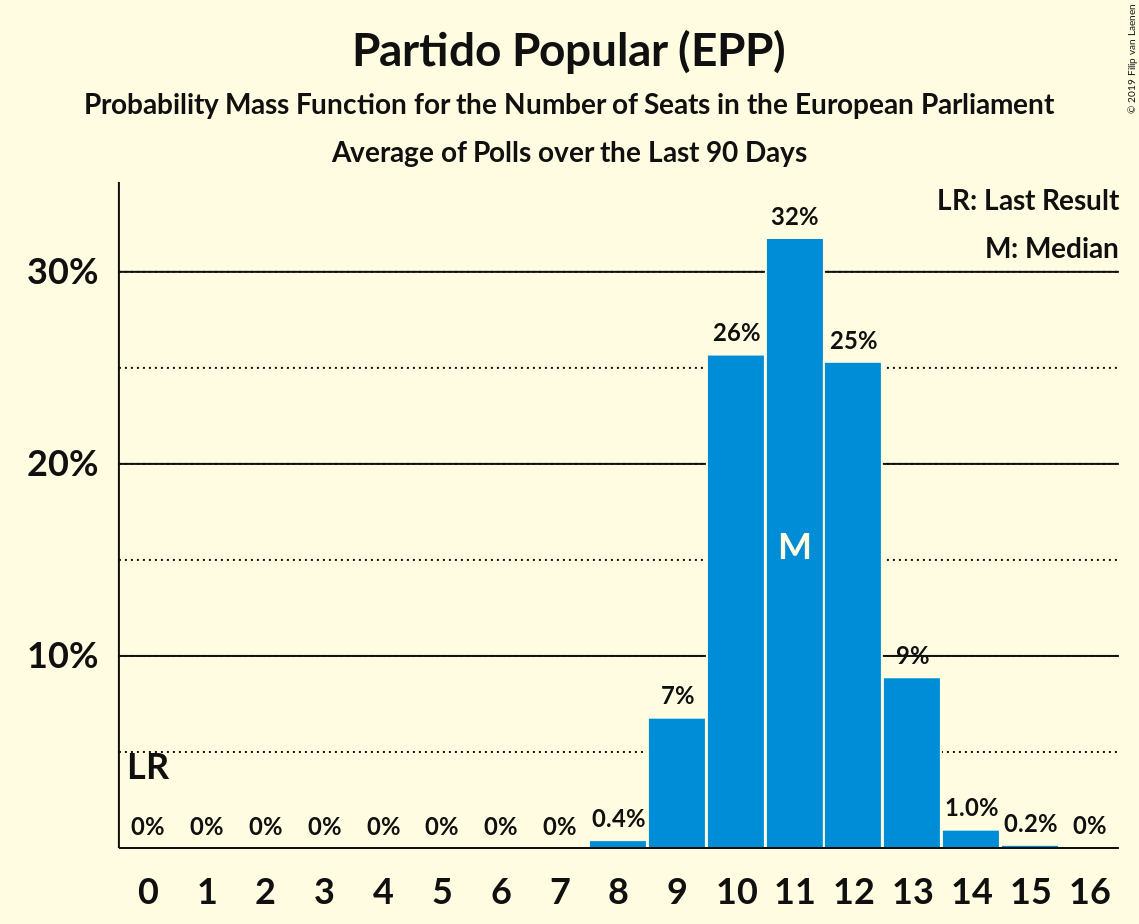 Partido Popular (EPP)
Probability Mass Function for the Number of Seats in the European Parliament
Average of Polls over the Last 90 Days
© 2019 Filip van Laenen
LR: Last Result
M: Median
30%
20%
10%
32%
26%
25%
M
9%
7%
LR
0% 0% 0% 0% 0% 0% 0% 0% 0.4% 1.0% 0.2% 0%
0 1 2 3 4 5 6 7 8 9 10 11 12 13 14 15 16